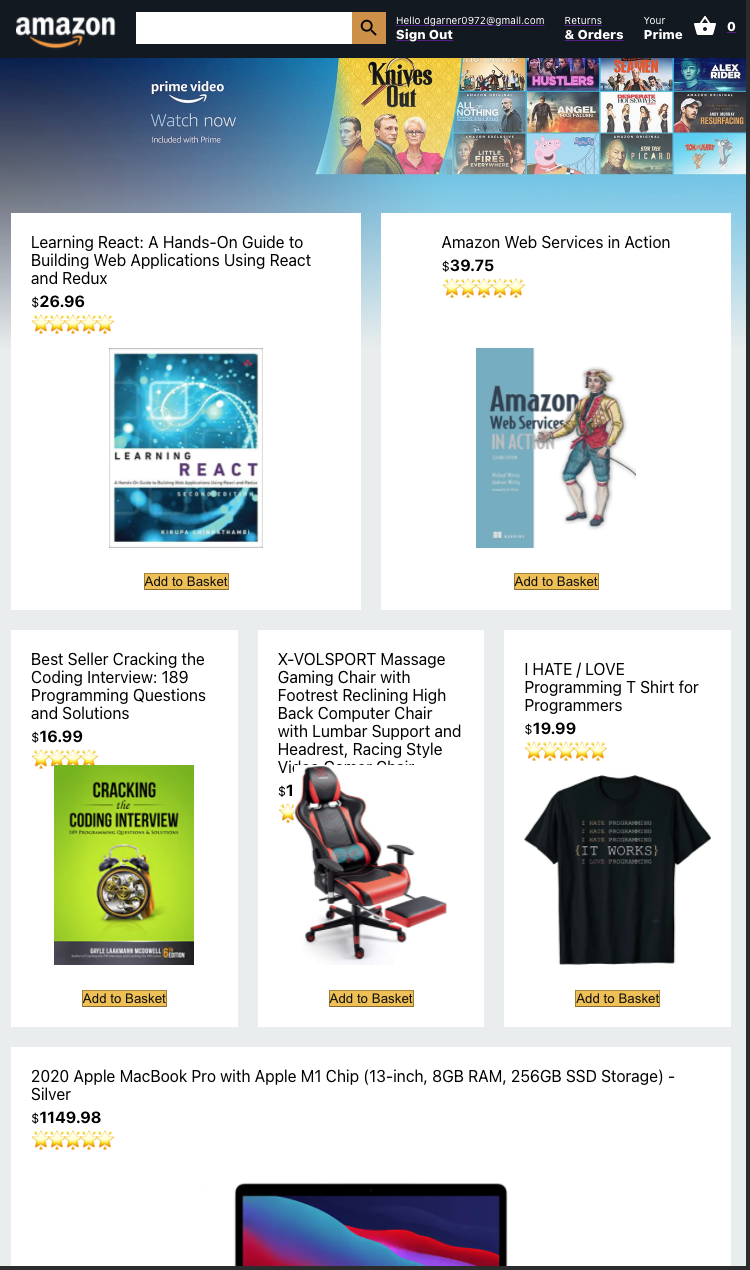 amazon
Hello dgarner0972@gmail.com
Sign Out
Returns
& Orders
Your
Prime
0
prime video
Watch now
Included with Prime
Knives
Out
HUSTLERS
ALEX
RIDER
ALL or
NOTHING
ANGEL
HAS FALLEN
DESPERATE
HOUSEWIVES
RESURFACING
AMAZON EXCLUSIVE
LITTLE
FIRES
EVERYWHERE
AMAZON ORIGINAL
STAR TREK
PICARD
TOM and JERRY
Learning React: A Hands-On Guide to
Building Web Applications Using React
and Redux
$26.96
LEARNING
REACT
A Hands-On Guide to Building Web Applications Using React and Redux
SECOND EDITION
KIRUPA CHINNATHAMBI
Add to Basket
Amazon Web Services in Action
$39.75
Amazon
Web Services
IN ACTION
SECOND EDITION
Michael Wittig
Andreas Wittig
MANNING
Add to Basket
Best Seller Cracking the
Coding Interview: 189
Programming Questions
and Solutions
$16.99
CRACKING
the
CODING INTERVIEW
189 PROGRAMMING QUESTIONS & SOLUTIONS
GAYLE LAAKMANN MCDOWELL
6TH
EDITION
Add to Basket
X-VOLSPORT Massage
Gaming Chair with
Footrest Reclining High
Back Computer Chair
with Lumbar Support and
Headrest, Racing Style
Video Gamer Chair
$1
Add to Basket
I HATE / LOVE
Programming T Shirt for
Programmers
$19.99
I HATE PROGRAMMING
I HATE PROGRAMMING
I HATE PROGRAMMING
{IT WORKS}
I LOVE PROGRAMMING
Add to Basket
2020 Apple MacBook Pro with Apple M1 Chip (13-inch, 8GB RAM, 256GB SSD Storage) -
Silver
$1149.98